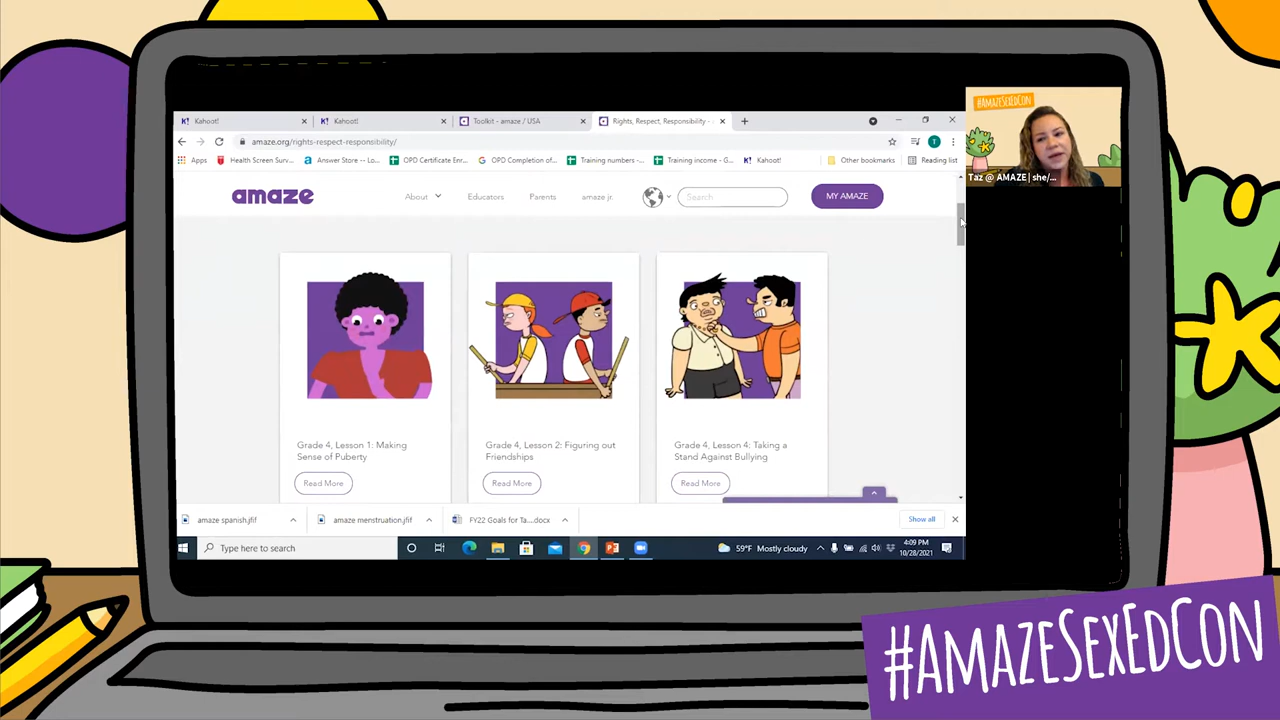 Kahoot!
Kahoot!
Toolkit - amaze / USA
Rights, Respect, Responsibility -
amaze.org/rights-respect-responsibility/
Apps
Health Screen Surv...
Answer Store -- Lo...
OPD Certificate Enr...
OPD Completion of...
Training numbers -...
Training income - G...
Kahoot!
Other bookmarks
Reading list
amaze
About
Educators
Parents
amaze jr.
Search
MY AMAZE
#AMAZESEXEDCON
Taz @ AMAZE | she/...
Grade 4, Lesson 1: Making
Sense of Puberty
Read More
Grade 4, Lesson 2: Figuring out
Friendships
Read More
Grade 4, Lesson 4: Taking a
Stand Against Bullying
Read More
amaze spanish.jfif
amaze menstruation.jfif
FY22 Goals for Ta....docx
Show all
Type here to search
59°F Mostly cloudy
4:09 PM
10/28/2021
#AMAZESEXEDCON